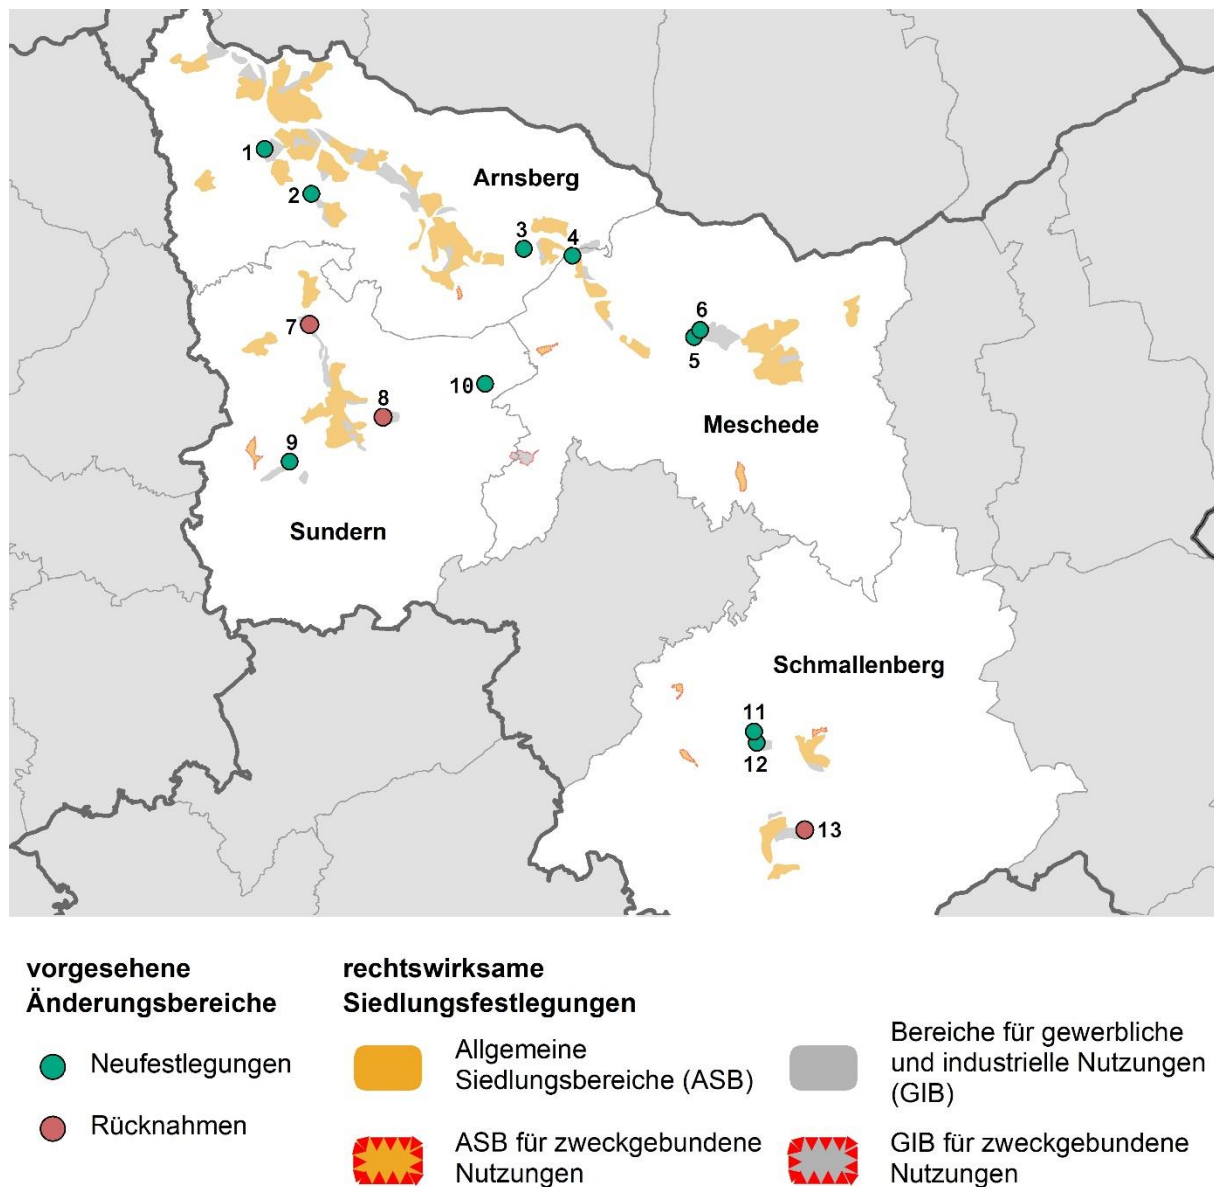 1
Arnsberg
2
3
4
6
7
5
10
8
Meschede
9
Sundern
Schmallenberg
11
12
13
vorgesehene
Änderungsbereiche
Neufestlegungen
Rücknahmen
rechtswirksame
Siedlungsfestlegungen
Allgemeine
Siedlungsbereiche (ASB)
ASB für zweckgebundene
Nutzungen
Bereiche für gewerbliche
und industrielle Nutzungen
(GIB)
GIB für zweckgebundene
Nutzungen